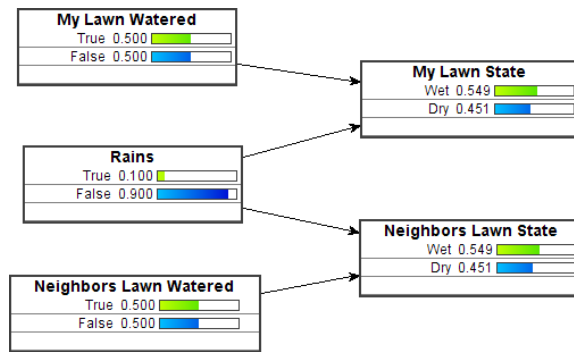 My Lawn Watered
True 0.500
False 0.500
My Lawn State
Wet 0.549
Dry 0.451
Rains
True 0.100
False 0.900
Neighbors Lawn State
Wet 0.549
Dry 0.451
Neighbors Lawn Watered
True 0.500
False 0.500